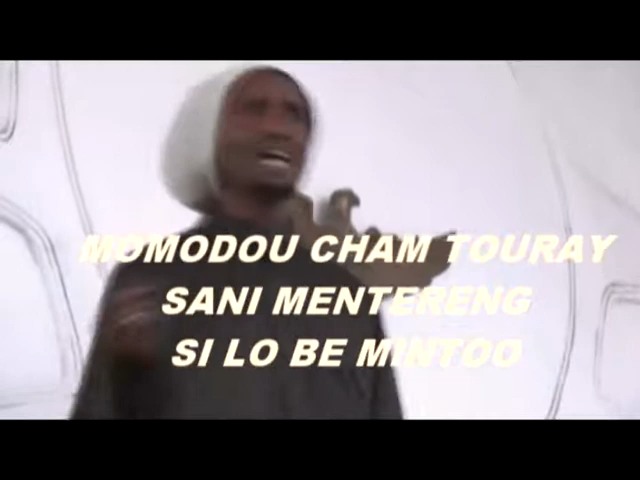 MOMODOU CHAM TOURAY
SANI MENTERENG
SI LO BE MINTOO